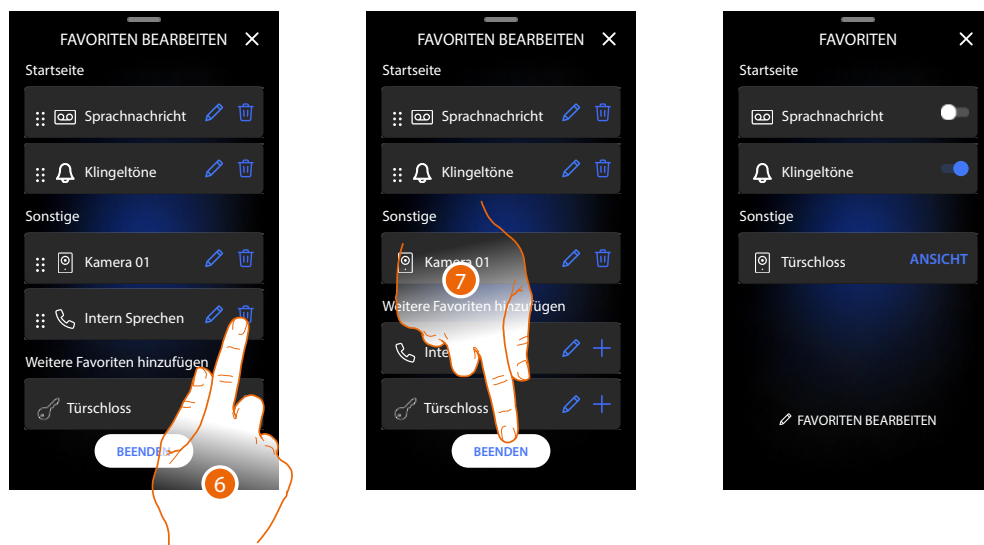 FAVORITEN BEARBEITEN
Startseite
Sprachnachricht
Klingeltöne
Sonstige
Kamera 01
Intern Sprechen
Weitere Favoriten hinzufügen
Türschloss
BEENDEN
6
FAVORITEN BEARBEITEN
Startseite
Sprachnachricht
Klingeltöne
Sonstige
Kamera 01
7
Weitere Favoriten hinzufügen
Inte
Türschloss
BEENDEN
FAVORITEN
Startseite
Sprachnachricht
Klingeltöne
Sonstige
Türschloss ANSICHT
FAVORITEN BEARBEITEN